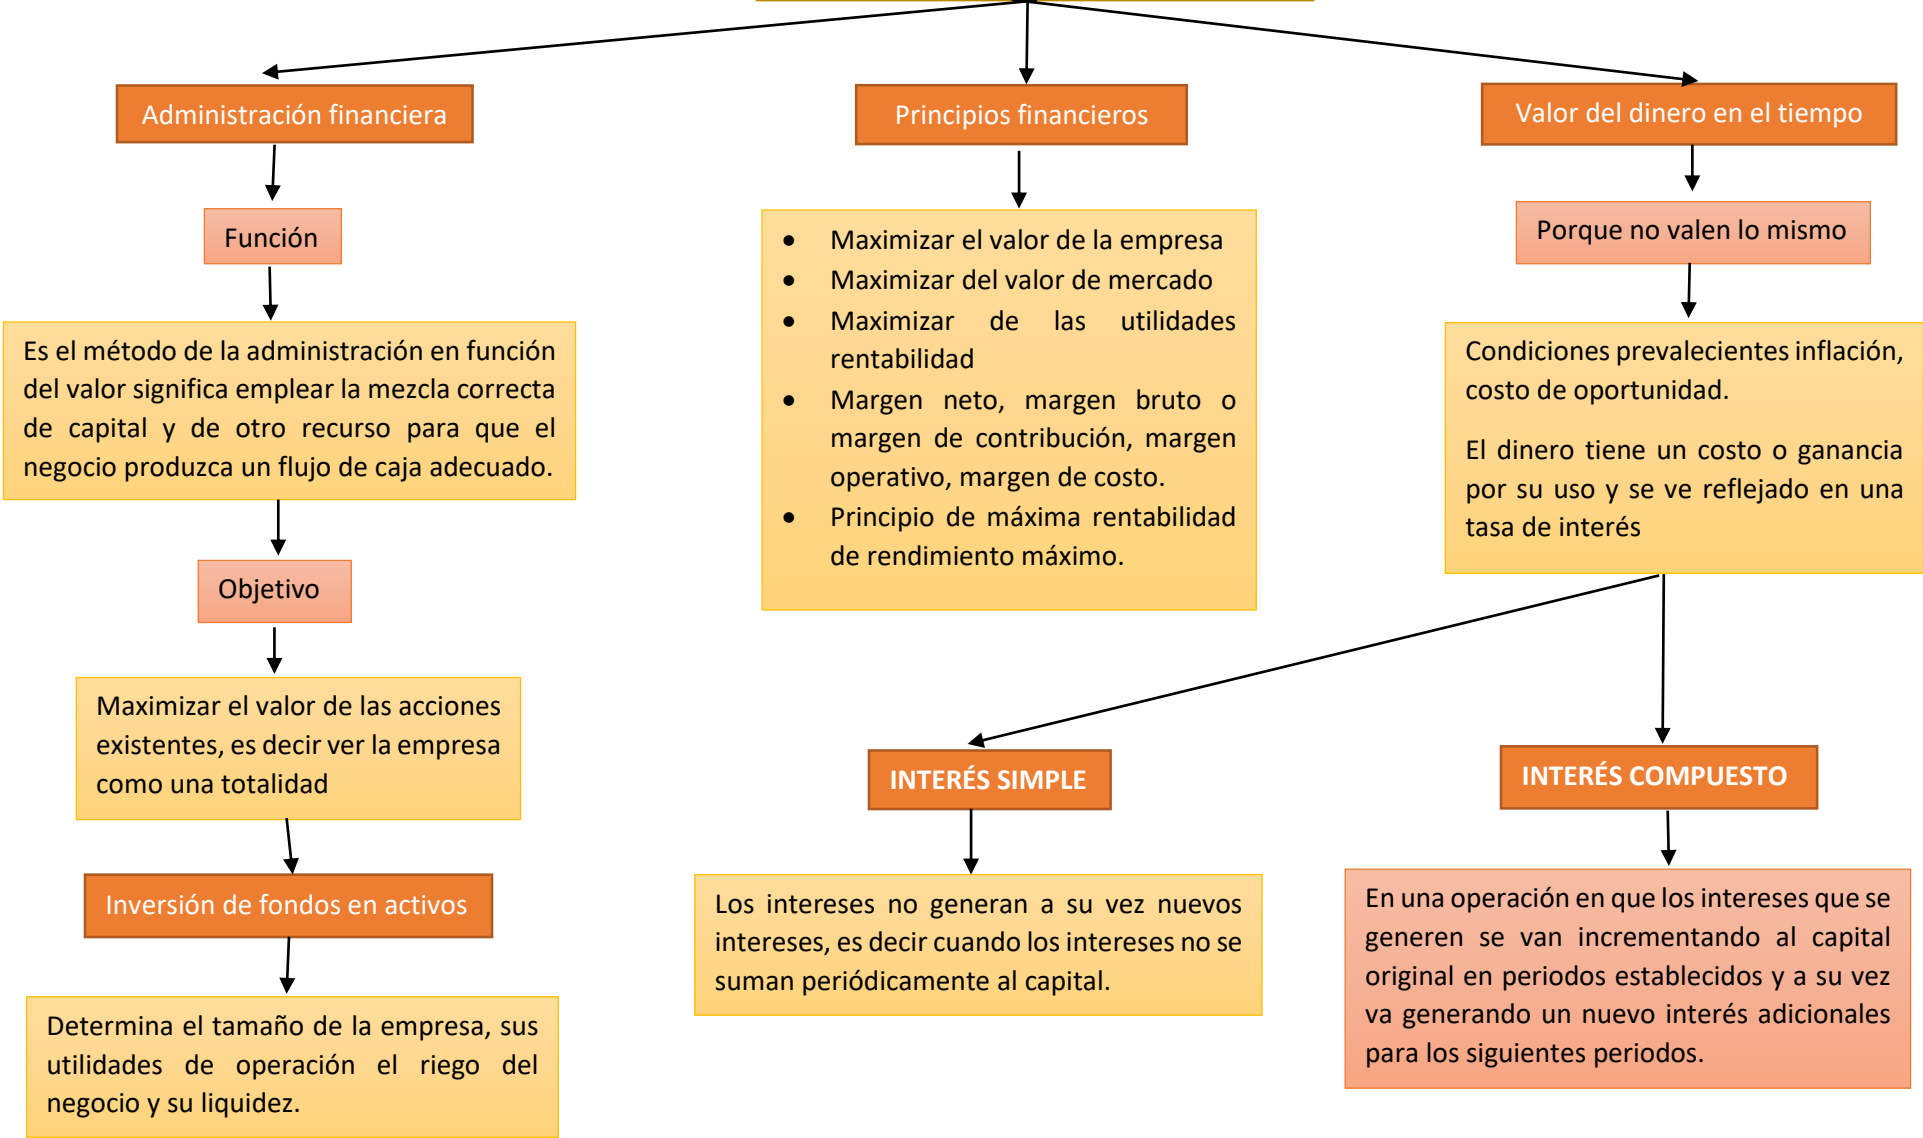 Administración financiera
Principios financieros
Valor del dinero en el tiempo
Función
Porque no valen lo mismo
Es el método de la administración en función
del valor significa emplear la mezcla correcta
de capital y de otro recurso para que el
negocio produzca un flujo de caja adecuado.
• Maximizar el valor de la empresa
• Maximizar del valor de mercado
• Maximizar de las utilidades
rentabilidad
• Margen neto, margen bruto o
margen de contribución, margen
operativo, margen de costo.
• Principio de máxima rentabilidad
de rendimiento máximo.
Condiciones prevalecientes inflación,
costo de oportunidad.
El dinero tiene un costo o ganancia
por su uso y se ve reflejado en una
tasa de interés
Objetivo
Maximizar el valor de las acciones
existentes, es decir ver la empresa
como una totalidad
INTERÉS SIMPLE
INTERÉS COMPUESTO
Inversión de fondos en activos
Los intereses no generan a su vez nuevos
intereses, es decir cuando los intereses no se
suman periódicamente al capital.
En una operación en que los intereses que se
generen se van incrementando al capital
original en periodos establecidos y a su vez
va generando un nuevo interés adicionales
para los siguientes periodos.
Determina el tamaño de la empresa, sus
utilidades de operación el riego del
negocio y su liquidez.